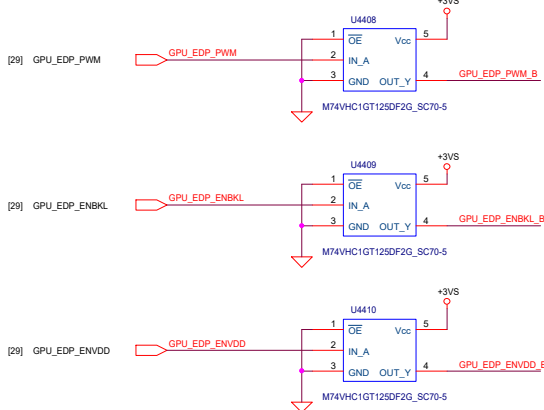 +3VS
U4408
1 OE Vcc 5
[29] GPU_EDP_PWM GPU_EDP_PWM 2 IN_A
3 GND OUT_Y 4 GPU_EDP_PWM_B
M74VHC1GT125DF2G_SC70-5
+3VS
U4409
1 OE Vcc 5
[29] GPU_EDP_ENBKL GPU_EDP_ENBKL 2 IN_A
3 GND OUT_Y 4 GPU_EDP_ENBKL_B
M74VHC1GT125DF2G_SC70-5
+3VS
U4410
1 OE Vcc 5
[29] GPU_EDP_ENVDD GPU_EDP_ENVDD 2 IN_A
3 GND OUT_Y 4 GPU_EDP_ENVDD_B
M74VHC1GT125DF2G_SC70-5